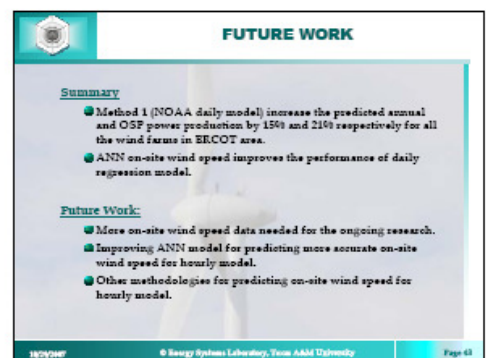 FUTURE WORK
Summary
Method 1 (NOAA daily model) increase the predicted annual
and OSP power production by 15% and 21% respectively for all
the wind farms in ERCOT area.
ANN on-site wind speed improves the performance of daily
regression model.
Future Work:
More on-site wind speed data needed for the ongoing research.
Improving ANN model for predicting more accurate on-site
wind speed for hourly model.
Other methodologies for predicting on-site wind speed for
hourly model.
© Energy Systems Laboratory, Texas A&M University
Page 63